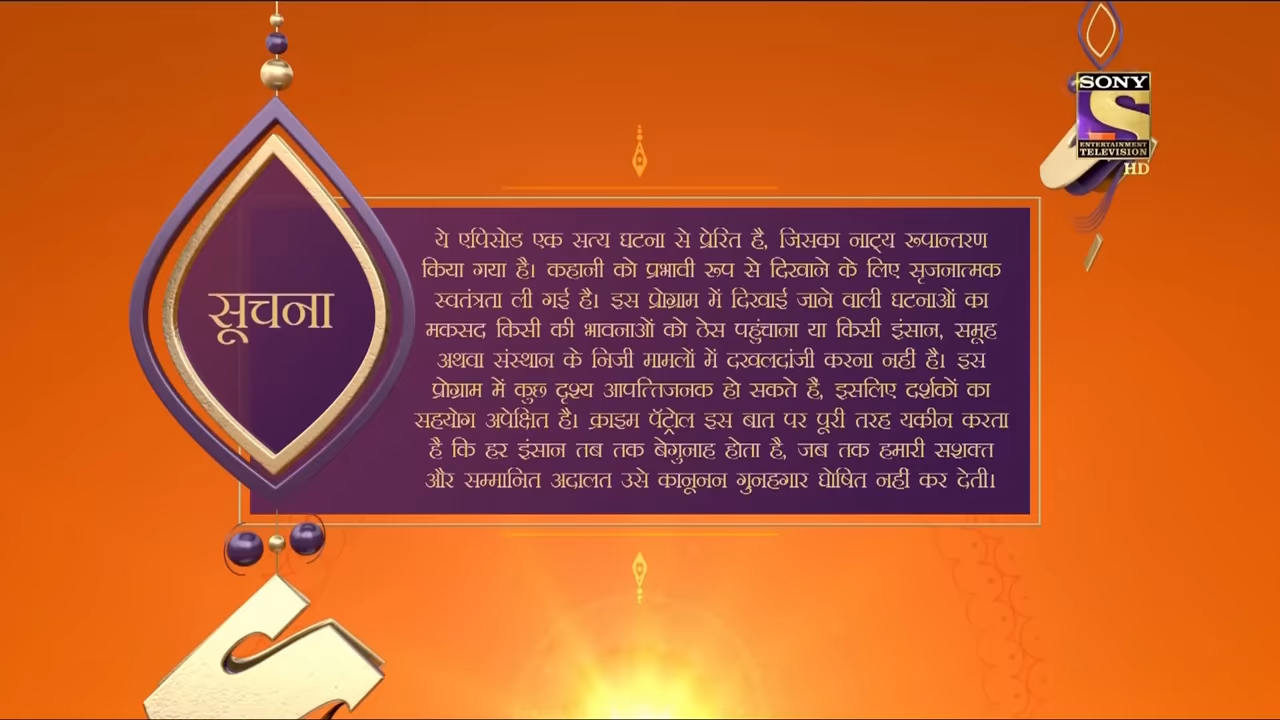 SONY
ENTERTAINMENT
TELEVISION
HD
सूचना
ये एपिसोड एक सत्य घटना से प्रेरित है, जिसका नाट्य रूपान्तरण
किया गया है। कहानी को प्रभावी रूप से दिखाने के लिए सृजनात्मक
स्वतंत्रता ली गई है। इस प्रोग्राम में दिखाई जाने वाली घटनाओं का
मकसद किसी की भावनाओं को ठेस पहुंचाना या किसी इंसान, समूह
अथवा संस्थान के निजी मामलों में दखलदांजी करना नहीं है। इस
प्रोग्राम में कुछ दृश्य आपत्तिजनक हो सकते हैं, इसलिए दर्शकों का
सहयोग अपेक्षित है। क्राइम पॅट्रोल इस बात पर पूरी तरह यकीन करता
है कि हर इंसान तब तक बेगुनाह होता है, जब तक हमारी सशक्त
और सम्मानित अदालत उसे कानूनन गुनहगार घोषित नहीं कर देती।